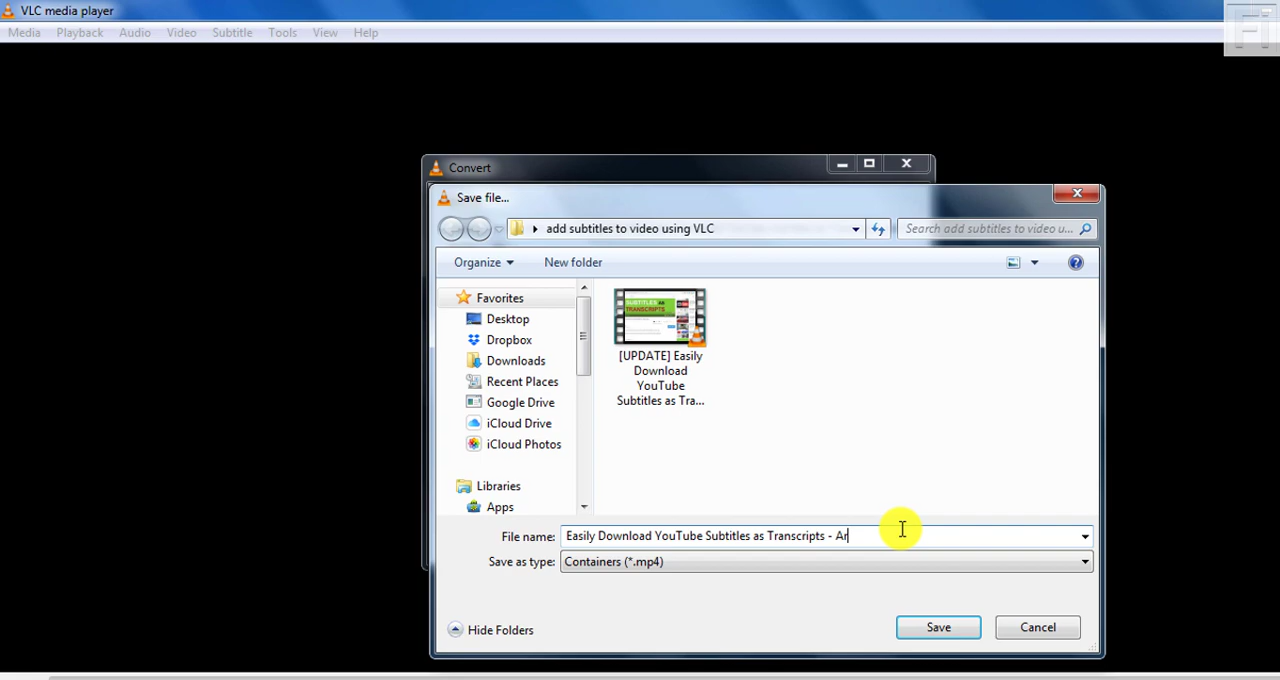 VLC media player
Media Playback Audio Video Subtitle Tools View Help
Convert
Save file...
add subtitles to video using VLC
Search add subtitles to video u...
Organize New folder
Favorites
Desktop
Dropbox
Downloads
Recent Places
Google Drive
iCloud Drive
iCloud Photos
Libraries
Apps
SUBTITLES AS
TRANSCRIPTS
[UPDATE] Easily
Download
YouTube
Subtitles as Tra...
File name: Easily Download YouTube Subtitles as Transcripts - Ar
Save as type: Containers (*.mp4)
Hide Folders
Save Cancel